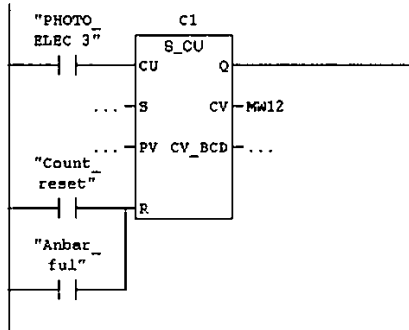 "PHOTO_
ELEC 3"
C1
S_CU
CU
Q
... S
CV MW12
... PV
CV_BCD ...
"Count_
reset"
R
"Anbar_
ful"